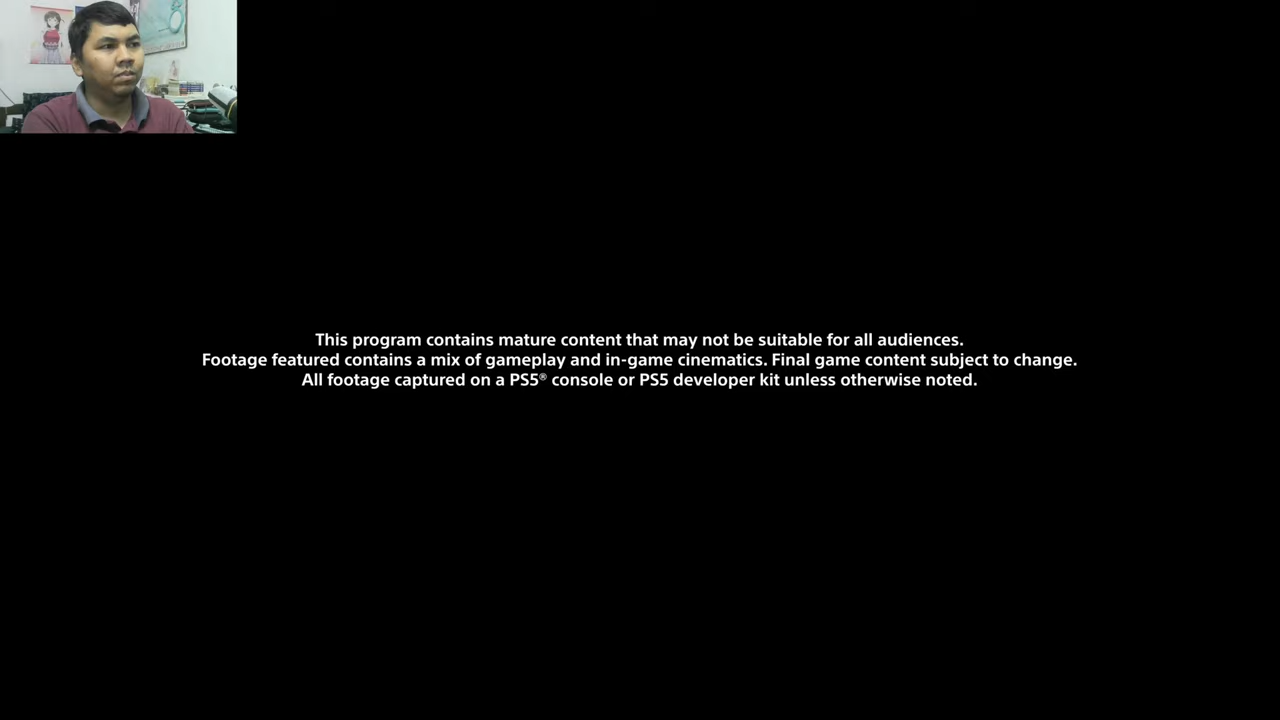 This program contains mature content that may not be suitable for all audiences.
Footage featured contains a mix of gameplay and in-game cinematics. Final game content subject to change.
All footage captured on a PS5® console or PS5 developer kit unless otherwise noted.